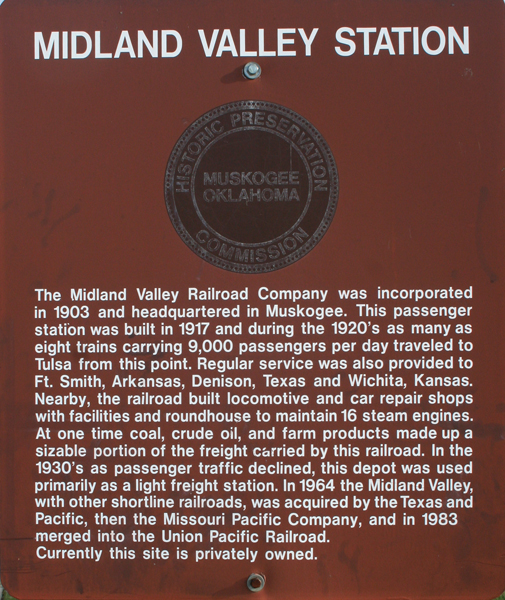 MIDLAND VALLEY STATION
HISTORIC PRESERVATION
MUSKOGEE
OKLAHOMA
COMMISSION
The Midland Valley Railroad Company was incorporated
in 1903 and headquartered in Muskogee. This passenger
station was built in 1917 and during the 1920's as many as
eight trains carrying 9,000 passengers per day traveled to
Tulsa from this point. Regular service was also provided to
Ft. Smith, Arkansas, Denison, Texas and Wichita, Kansas.
Nearby, the railroad built locomotive and car repair shops
with facilities and roundhouse to maintain 16 steam engines.
At one time coal, crude oil, and farm products made up a
sizable portion of the freight carried by this railroad. In the
1930's as passenger traffic declined, this depot was used
primarily as a light freight station. In 1964 the Midland Valley,
with other shortline railroads, was acquired by the Texas and
Pacific, then the Missouri Pacific Company, and in 1983
merged into the Union Pacific Railroad.
Currently this site is privately owned.